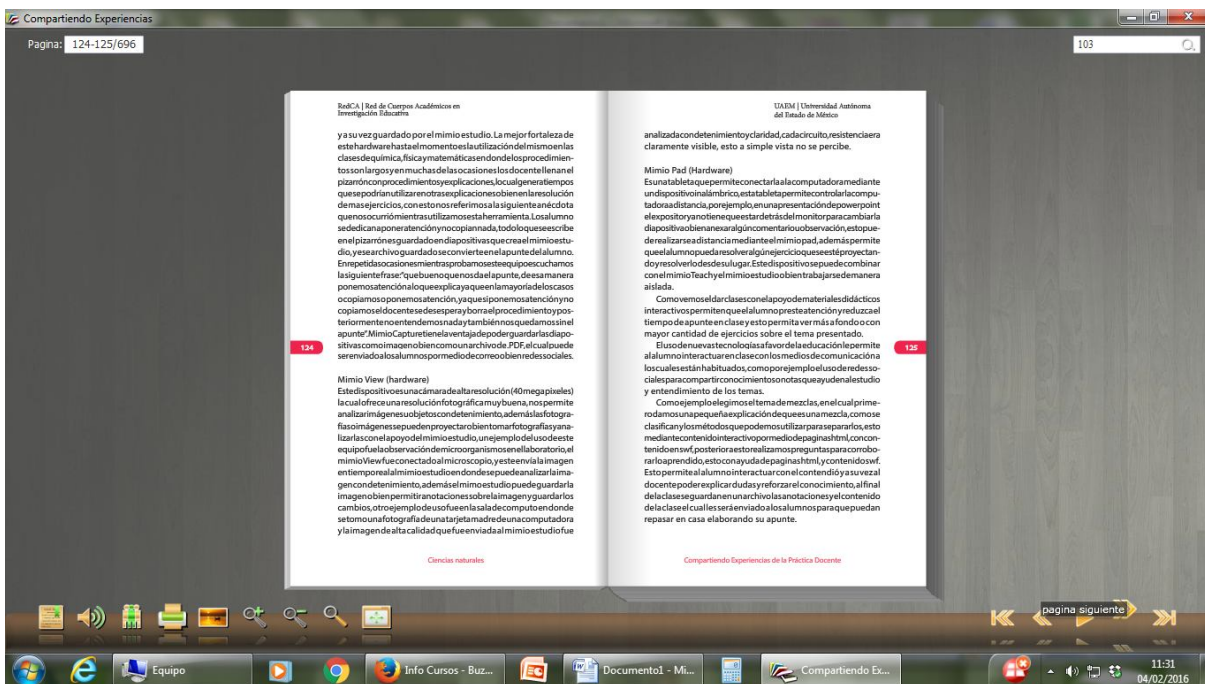 Compartiendo Experiencias
Pagina: 124-125/696
103
RedCA | Red de Cuerpos Académicos en
Investigación Educativa
y a su vez guardado por el mimio estudio. La mejor fortaleza de
este hardware hasta el momento es la utilización del mismo en las
clases de química, física y matemáticas en donde los procedimien-
tos son largos y en muchas de las ocasiones los docente llenan el
pizarrón con procedimientos y explicaciones, lo cual genera tiempos
que se podrían utilizar en otras explicaciones o bien en la resolución
de mas ejercicios, con esto nos referimos a la siguiente anécdota
que nos ocurrió mientras utilizamos esta herramienta. Los alumno
se dedican a poner atención y no copian nada, todo lo que se escribe
en el pizarrón es guardado en diapositivas que crea el mimio estu-
dio, y ese archivo guardado se convierte en el apunte del alumno.
En repetidas ocasiones mientras probamos este equipo escuchamos
la siguiente frase: "que bueno que nos da el apunte, de esa manera
ponemos atención a lo que explica ya que en la mayoría de los casos
o copiamos o ponemos atención, ya que si ponemos atención y no
copiamos el docente se desespera y borra el procedimiento y pos-
teriormente no entendemos nada y también nos quedamos sin el
apunte". Mimio Capture tiene la ventaja de poder guardar las diapo-
sitivas como imagen o bien como un archivo de .PDF, el cual puede
ser enviado a los alumnos por medio de correo o bien redes sociales.
124
Mimio View (hardware)
Este dispositivo es una cámara de alta resolución (40 mega pixeles)
la cual ofrece una resolución fotográfica muy buena, nos permite
analizar imágenes u objetos con detenimiento, además las fotogra-
fías o imágenes se pueden proyectar o bien tomar fotografías y ana-
lizarlas con el apoyo del mimio estudio, un ejemplo del uso de este
equipo fue la observación de microorganismos en el laboratorio, el
mimio View fue conectado al microscopio, y este envía la imagen
en tiempo real al mimio estudio en donde se puede analizar la ima-
gen con detenimiento, además el mimo estudio puede guardar la
imagen o bien permitir anotaciones sobre la imagen y guardar los
cambios, otro ejemplo de uso fue en la sala de computo en donde
se tomo una fotografía de una tarjeta madre de una computadora
y la imagen de alta calidad que fue enviada al mimio estudio fue
Ciencias naturales
UAEM | Universidad Autónoma
del Estado de México
analizada con detenimiento y claridad, cada circuito, resistencia era
claramente visible, esto a simple vista no se percibe.
Mimio Pad (Hardware)
Es una tableta que permite conectarla a la computadora mediante
un dispositivo inalámbrico, esta tableta permite controlar la compu-
tadora a distancia, por ejemplo, en una presentación de powerpoint
el expositor ya no tiene que estar detrás del monitor para cambiar la
diapositiva o bien anexar algún comentario u observación, esto pue-
de realizarse a distancia mediante el mimio pad, además permite
que el alumno pueda resolver algún ejercicio que se esté proyectan-
do y resolverlo desde su lugar. Este dispositivo se puede combinar
con el mimio Teach y el mimio estudio o bien trabajarse de manera
aislada.
Como vemos el dar clases con el apoyo de materiales didácticos
interactivos permiten que el alumno preste atención y reduzca el
tiempo de apunte en clase y esto permita ver más a fondo o con
mayor cantidad de ejercicios sobre el tema presentado.
El uso de nuevas tecnologías a favor de la educación le permite
al alumno interactuar en clase con los medios de comunicación a
los cuales están habituados, como por ejemplo el uso de redes so-
ciales para compartir conocimientos o notas que ayuden al estudio
y entendimiento de los temas.
125
Como ejemplo elegimos el tema de mezclas, en el cual prime-
ro damos una pequeña explicación de que es una mezcla, como se
clasifican y los métodos que podemos utilizar para separarlos, esto
mediante contenido interactivo por medio de paginas html, con con-
tenido en swf, posterior a esto realizamos preguntas para corrobo-
rar lo aprendido, esto con ayuda de paginas html, y contenido swf.
Esto permite al alumno interactuar con el contendió y a su vez al
docente poder explicar dudas y reforzar el conocimiento, al final
de la clase se guardan en un archivo las anotaciones y el contenido
de la clase el cual les será enviado a los alumnos para que puedan
repasar en casa elaborando su apunte.
Compartiendo Experiencias de la Práctica Docente
pagina siguiente
Equipo
Info Cursos - Buz...
Documento1 - Mi...
Compartiendo Ex...
11:31
04/02/2016